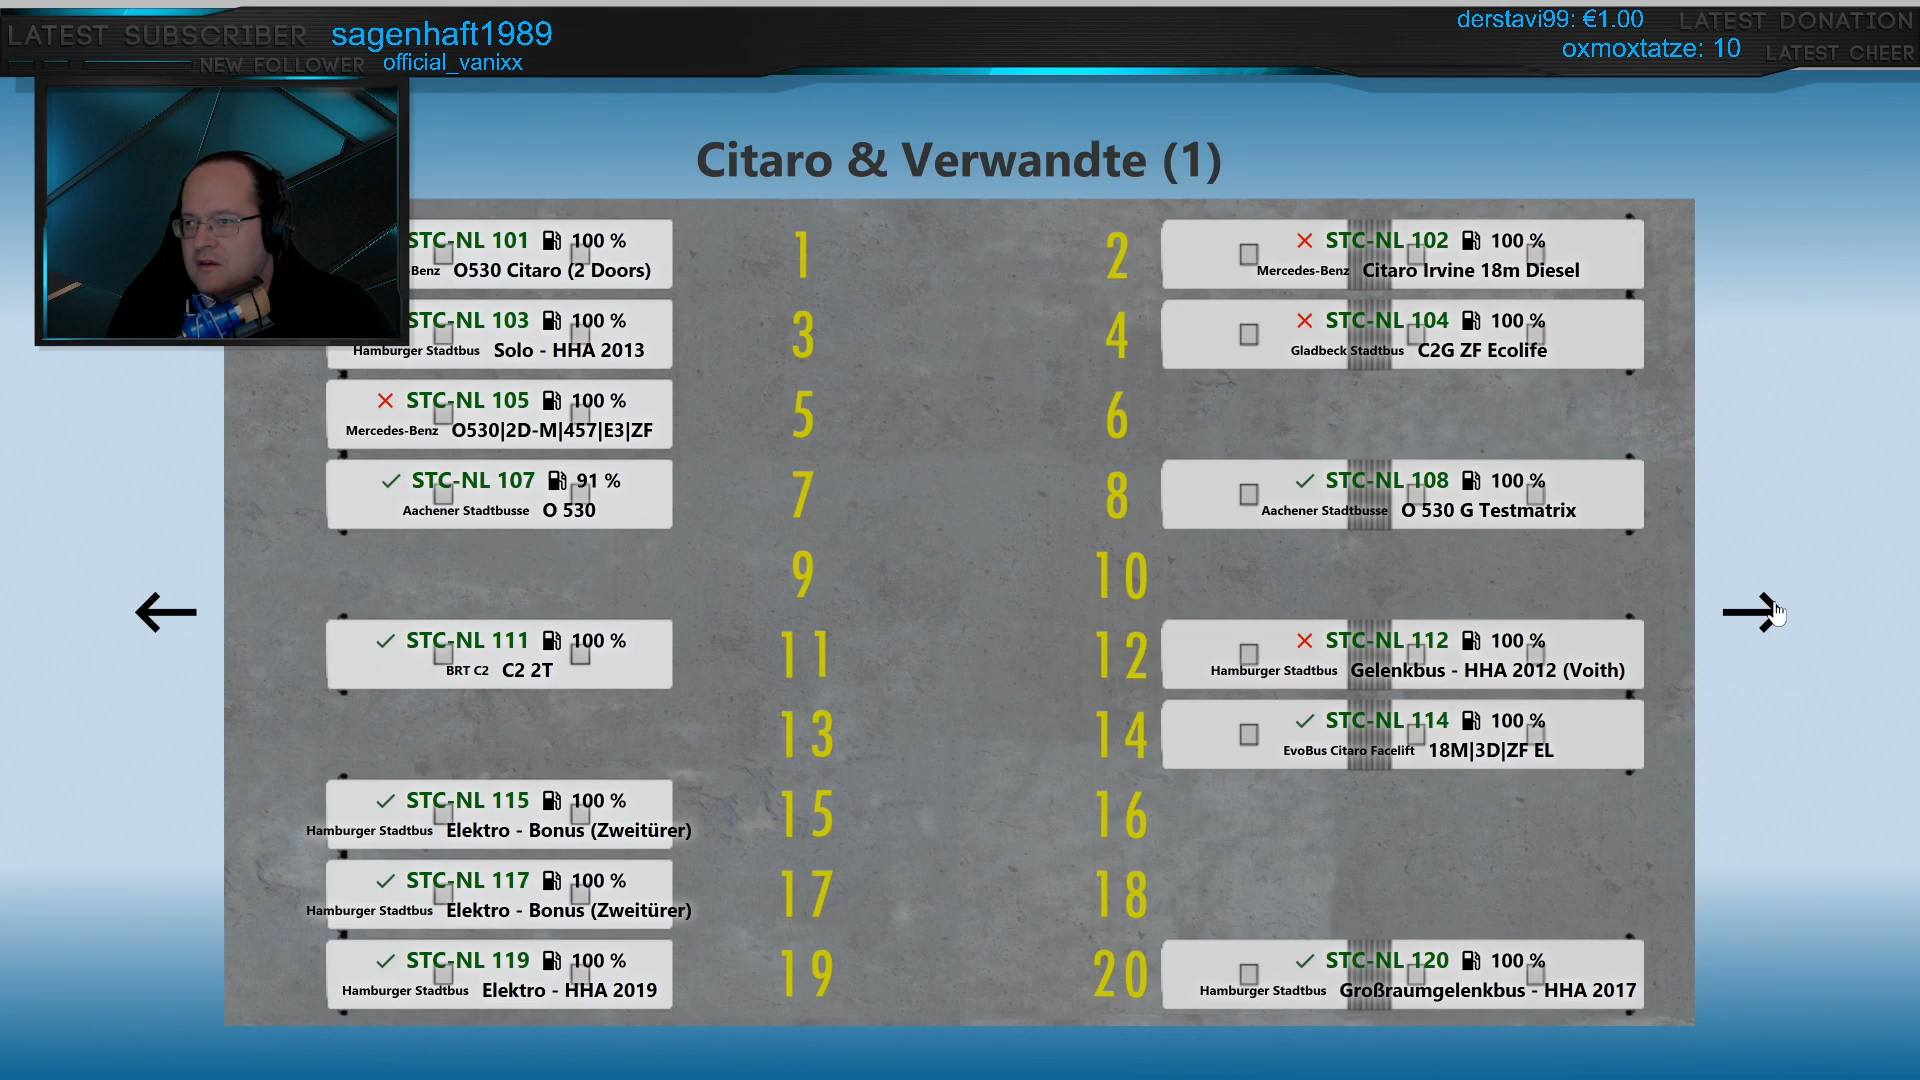 LATEST SUBSCRIBER sagenhaft1989
NEW FOLLOWER official_vanixx
derstavi99: €1.00 LATEST DONATION
oxmoxtatze: 10 LATEST CHEER
Citaro & Verwandte (1)
STC-NL 101 100 %
-Benz O530 Citaro (2 Doors)
1
2
STC-NL 102 100 %
Mercedes-Benz Citaro Irvine 18m Diesel
STC-NL 103 100 %
Hamburger Stadtbus Solo - HHA 2013
3
4
STC-NL 104 100 %
Gladbeck Stadtbus C2G ZF Ecolife
STC-NL 105 100 %
Mercedes-Benz O530|2D-M|457|E3|ZF
5
6
STC-NL 107 91 %
Aachener Stadtbusse O 530
7
8
STC-NL 108 100 %
Aachener Stadtbusse O 530 G Testmatrix
9
10
STC-NL 111 100 %
BRT C2 C2 2T
11
12
STC-NL 112 100 %
Hamburger Stadtbus Gelenkbus - HHA 2012 (Voith)
13
14
STC-NL 114 100 %
EvoBus Citaro Facelift 18M|3D|ZF EL
STC-NL 115 100 %
Hamburger Stadtbus Elektro - Bonus (Zweitürer)
15
16
STC-NL 117 100 %
Hamburger Stadtbus Elektro - Bonus (Zweitürer)
17
18
STC-NL 119 100 %
Hamburger Stadtbus Elektro - HHA 2019
19
20
STC-NL 120 100 %
Hamburger Stadtbus Großraumgelenkbus - HHA 2017